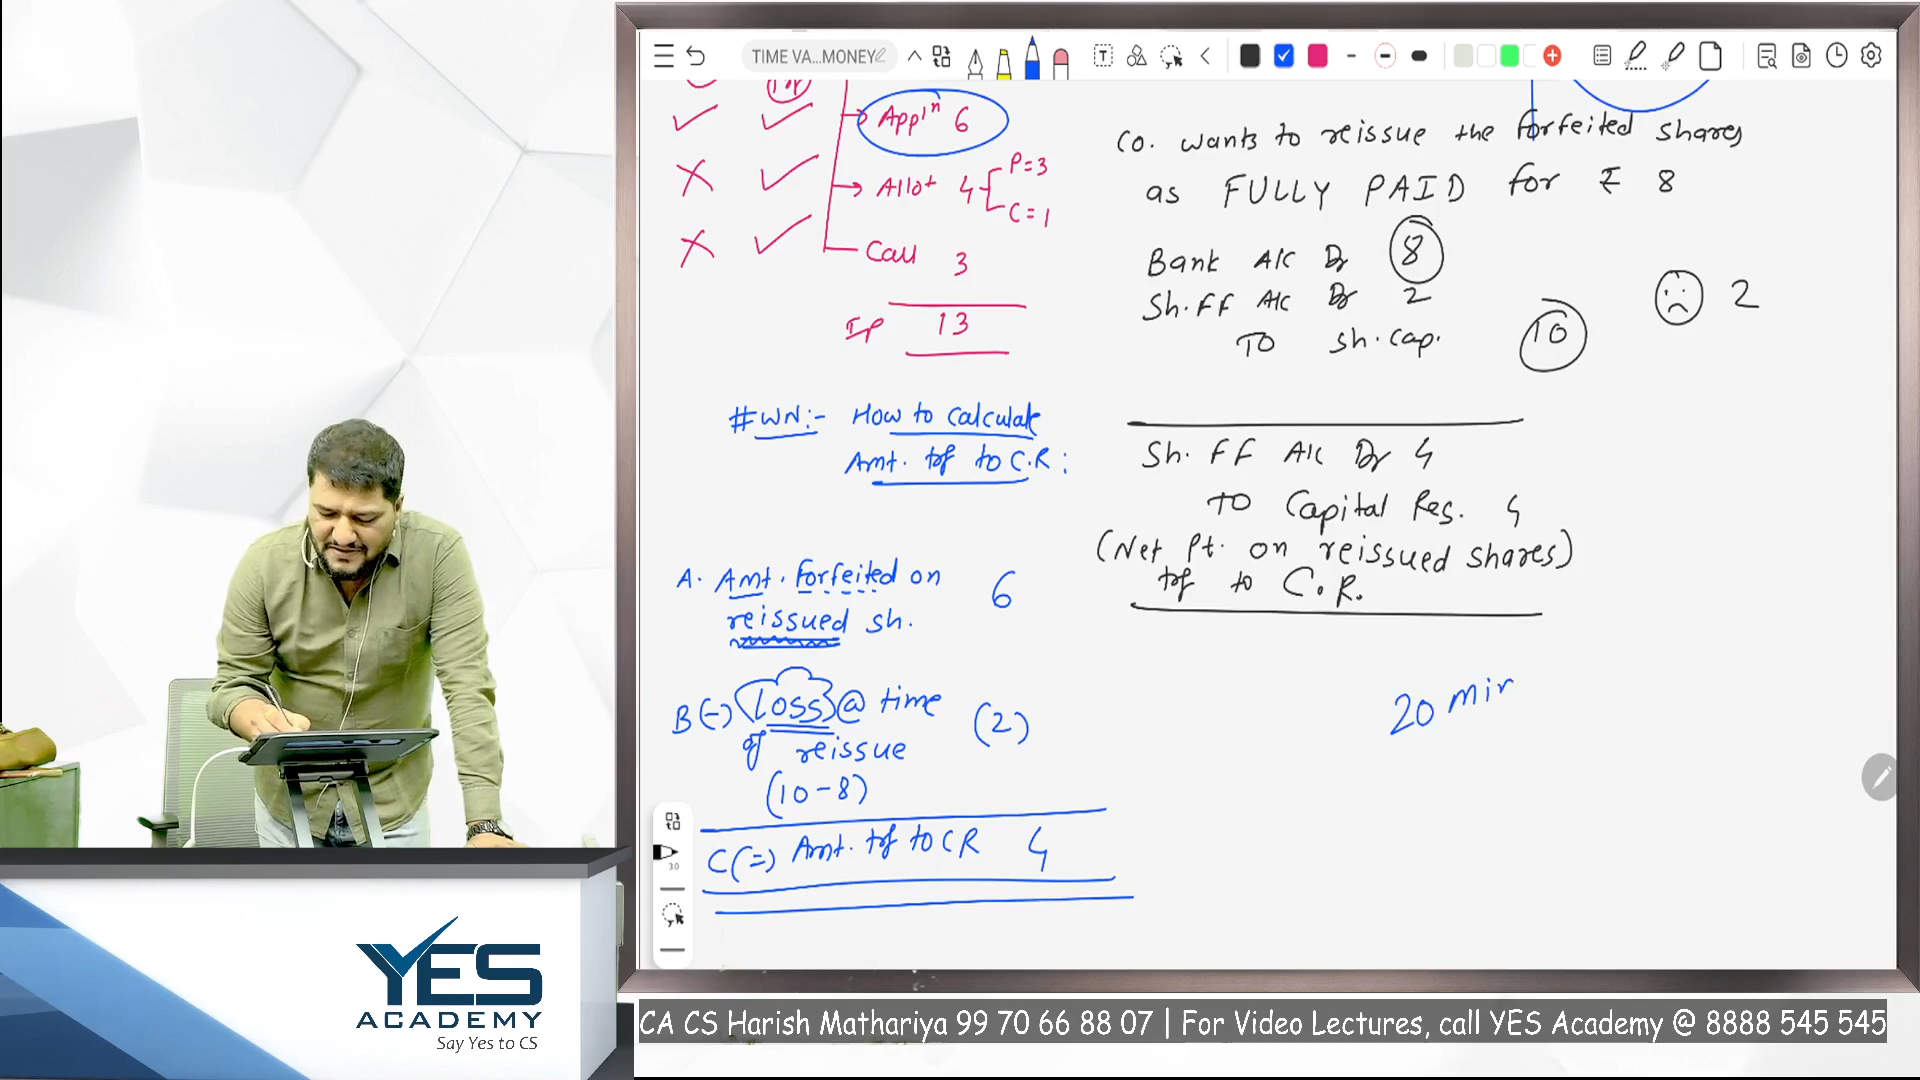 TIME VA...MONEY
Appln 6
Allot 4
P=3
C=1
Call 3
IP 13
#WN:- How to calculate
Amt. trf to C.R:
A. Amt. Forfeited on 6
reissued sh.
B (-) Loss @ time (2)
of reissue
(10-8)
C(=) Amt. trf to CR 4
Co. wants to reissue the forfeited shares
as FULLY PAID for ₹ 8
Bank A/c Dr 8
Sh.FF A/c Dr 2
TO Sh.cap. 10
2
Sh. FF A/c Dr 4
TO Capital Res. 4
(Net Pt. on reissued shares)
trf to C.R.
20 min
3.0
YES
ACADEMY
Say Yes to CS
CA CS Harish Mathariya 99 70 66 88 07 | For Video Lectures, call YES Academy @ 8888 545 545